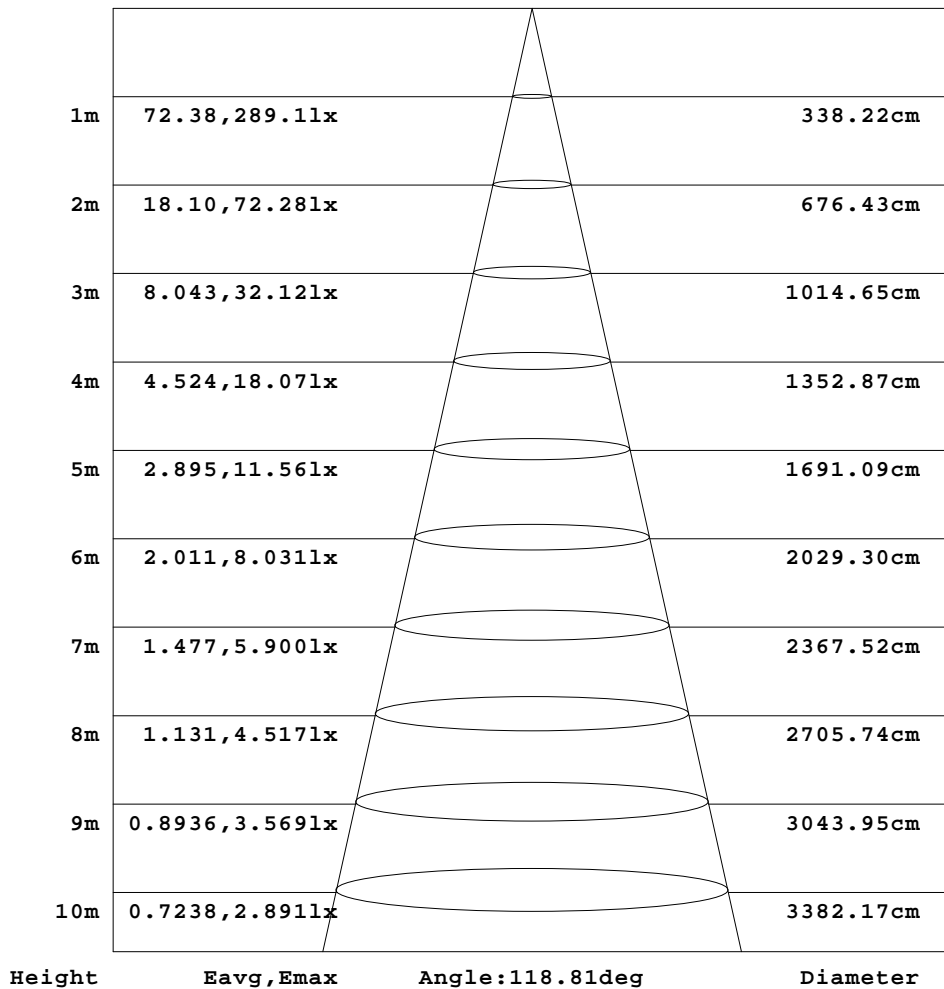 1m 72.38,289.1lx 338.22cm
2m 18.10,72.28lx 676.43cm
3m 8.043,32.12lx 1014.65cm
4m 4.524,18.07lx 1352.87cm
5m 2.895,11.56lx 1691.09cm
6m 2.011,8.031lx 2029.30cm
7m 1.477,5.900lx 2367.52cm
8m 1.131,4.517lx 2705.74cm
9m 0.8936,3.569lx 3043.95cm
10m 0.7238,2.891lx 3382.17cm
Height Eavg,Emax Angle:118.81deg Diameter